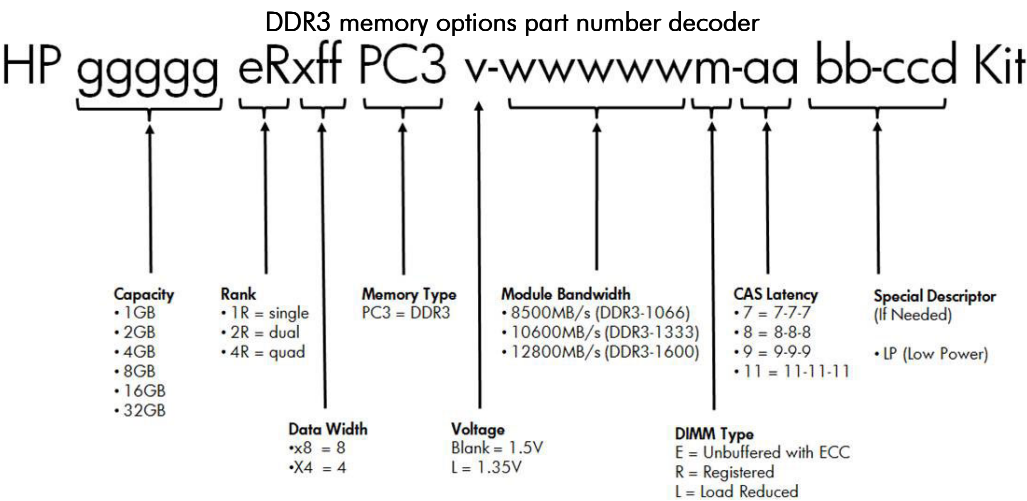 DDR3 memory options part number decoder
HP ggggg eRxff PC3 v-wwwwwm-aa bb-ccd Kit
Capacity
• 1GB
• 2GB
• 4GB
• 8GB
• 16GB
• 32GB
Rank
• 1R = single
• 2R = dual
• 4R = quad
Memory Type
PC3 = DDR3
Module Bandwidth
• 8500MB/s (DDR3-1066)
• 10600MB/s (DDR3-1333)
• 12800MB/s (DDR3-1600)
CAS Latency
• 7 = 7-7-7
• 8 = 8-8-8
• 9 = 9-9-9
• 11 = 11-11-11
Special Descriptor
(If Needed)
• LP (Low Power)
Data Width
•x8 = 8
•X4 = 4
Voltage
Blank = 1.5V
L = 1.35V
DIMM Type
E = Unbuffered with ECC
R = Registered
L = Load Reduced